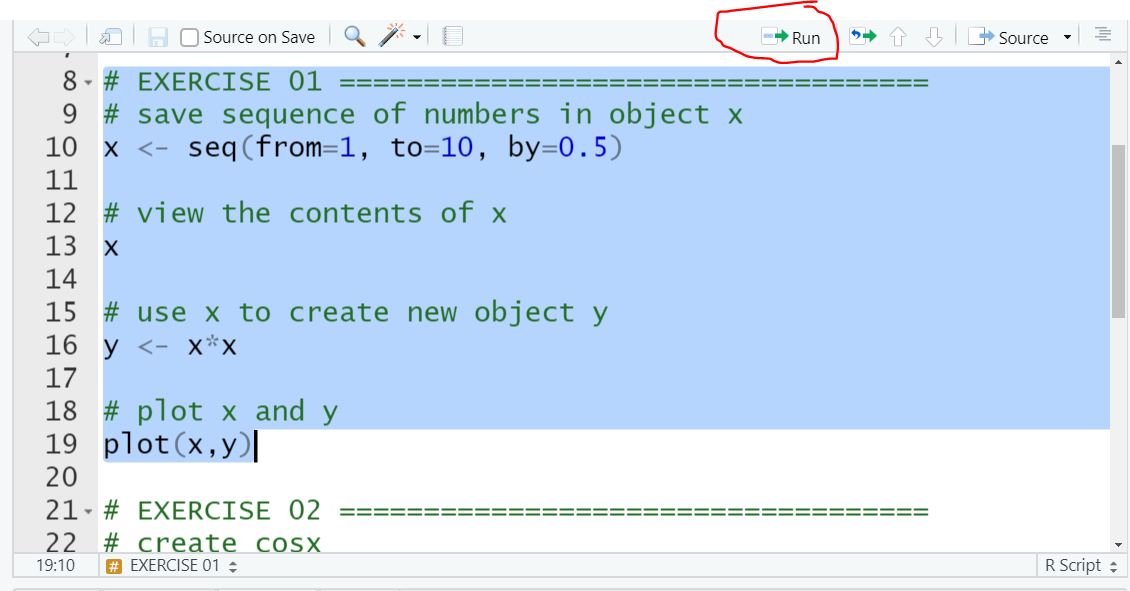 Source on Save Run Source
8 # EXERCISE 01 ===================================
9 # save sequence of numbers in object x
10 x <- seq(from=1, to=10, by=0.5)
11
12 # view the contents of x
13 x
14
15 # use x to create new object y
16 y <- x*x
17
18 # plot x and y
19 plot(x,y)
20
21 # EXERCISE 02 ===================================
22 # create cosx
19:10 # EXERCISE 01 R Script